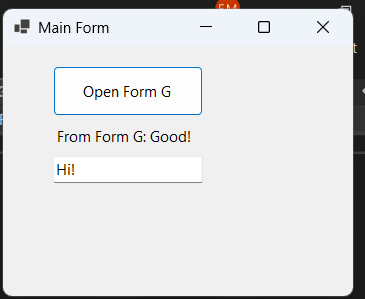 Main Form
Open Form G
From Form G: Good!
Hi!